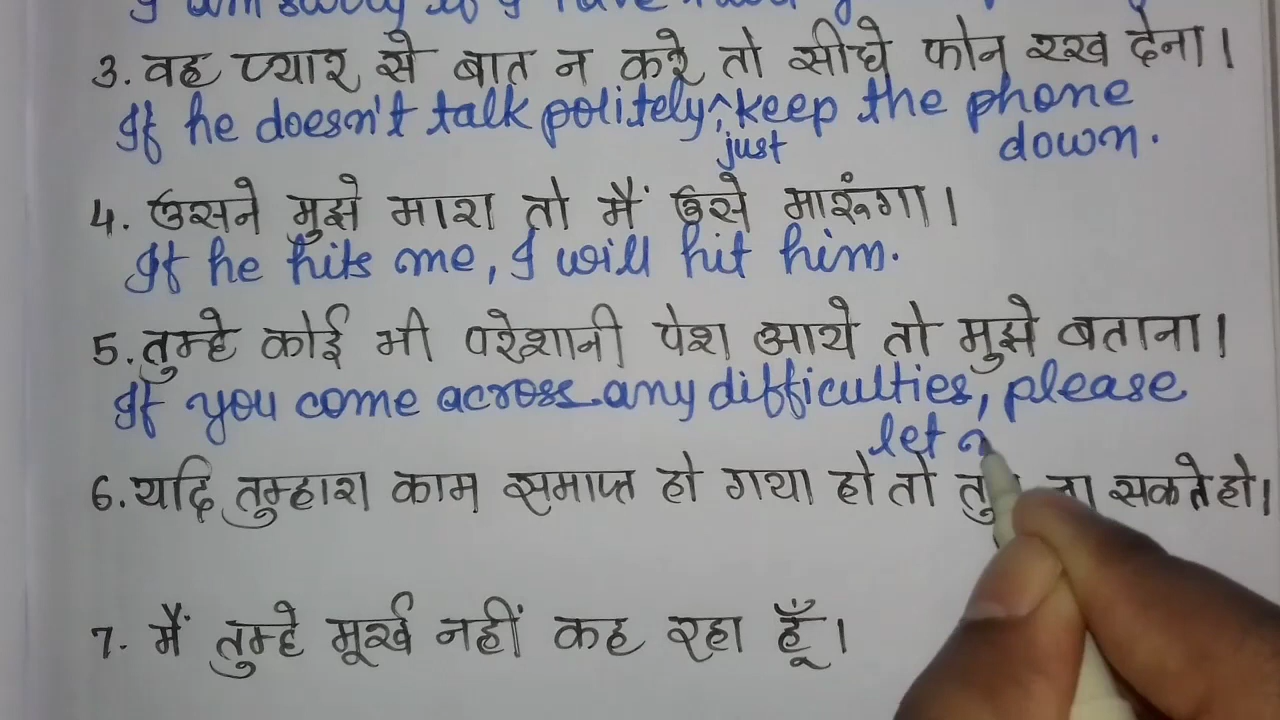 3. वह प्यार से बात न करे तो सीधे फोन रख देना।
If he doesn't talk politely, ^ keep the phone
just down.
4. उसने मुझे मारा तो मैं उसे मारूंगा।
If he hits me, I will hit him.
5. तुम्हे कोई भी परेशानी पेश आये तो मुझे बताना।
If you come across any difficulties, please
let
6. यदि तुम्हारा काम समाप्त हो गया हो तो जा सकते हो।
7. मैं तुम्हे मूर्ख नहीं कह रहा हूँ।